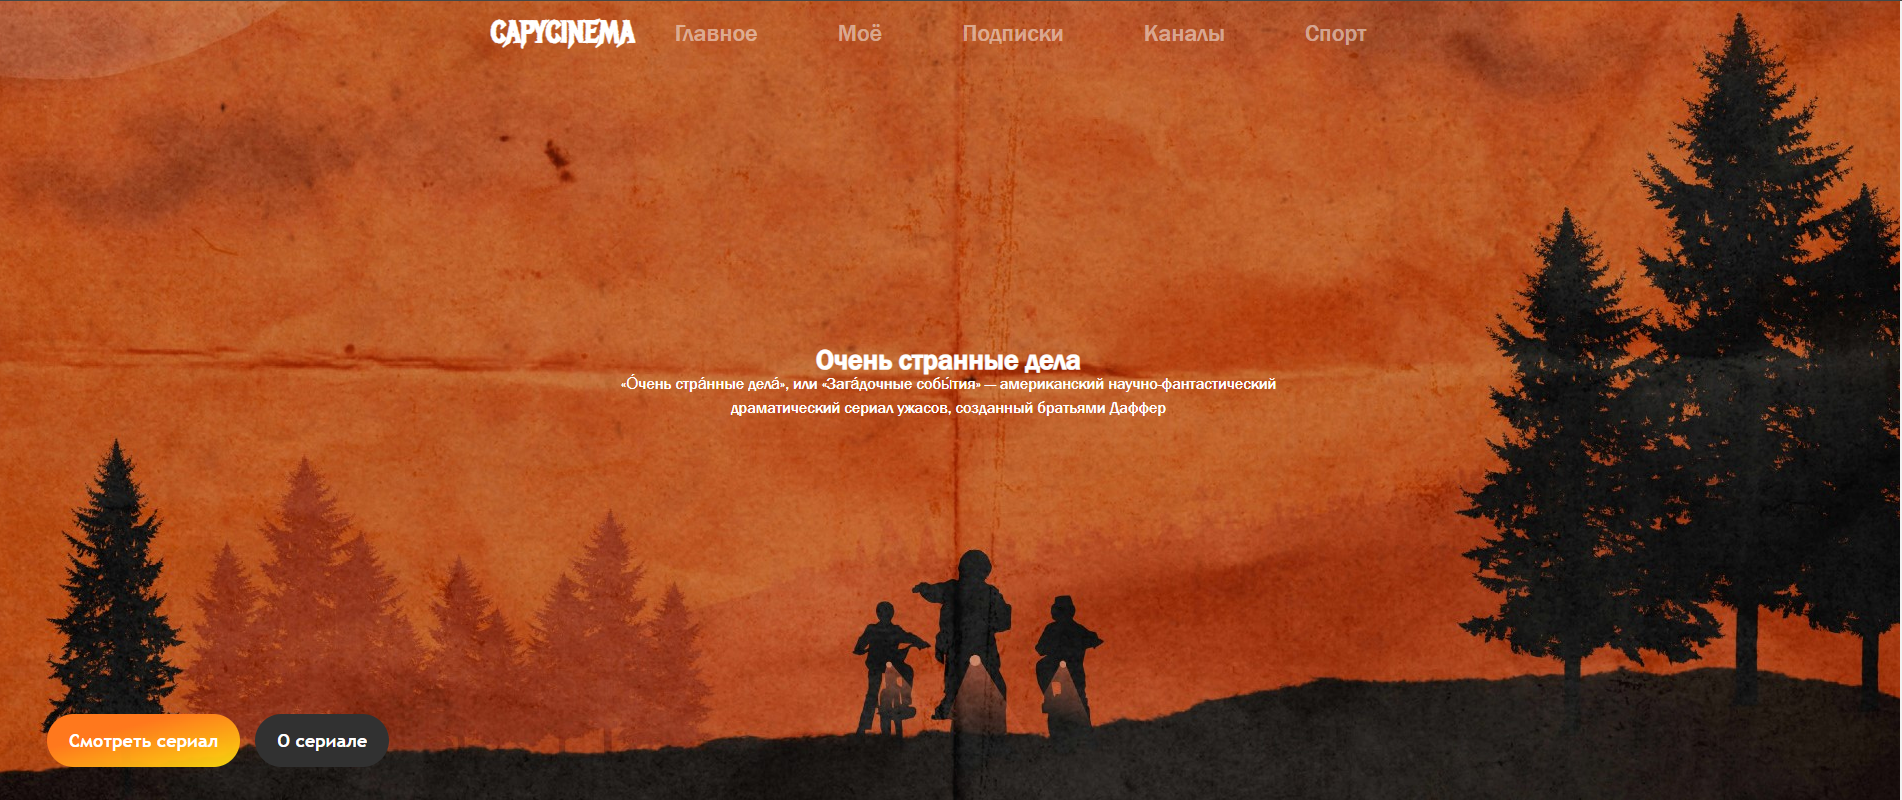 CAPYCINEMA Главное Моё Подписки Каналы Спорт
Очень странные дела
«О́чень стра́нные дела́», или «Зага́дочные собы́тия» — американский научно-фантастический
драматический сериал ужасов, созданный братьями Даффер
Смотреть сериал О сериале